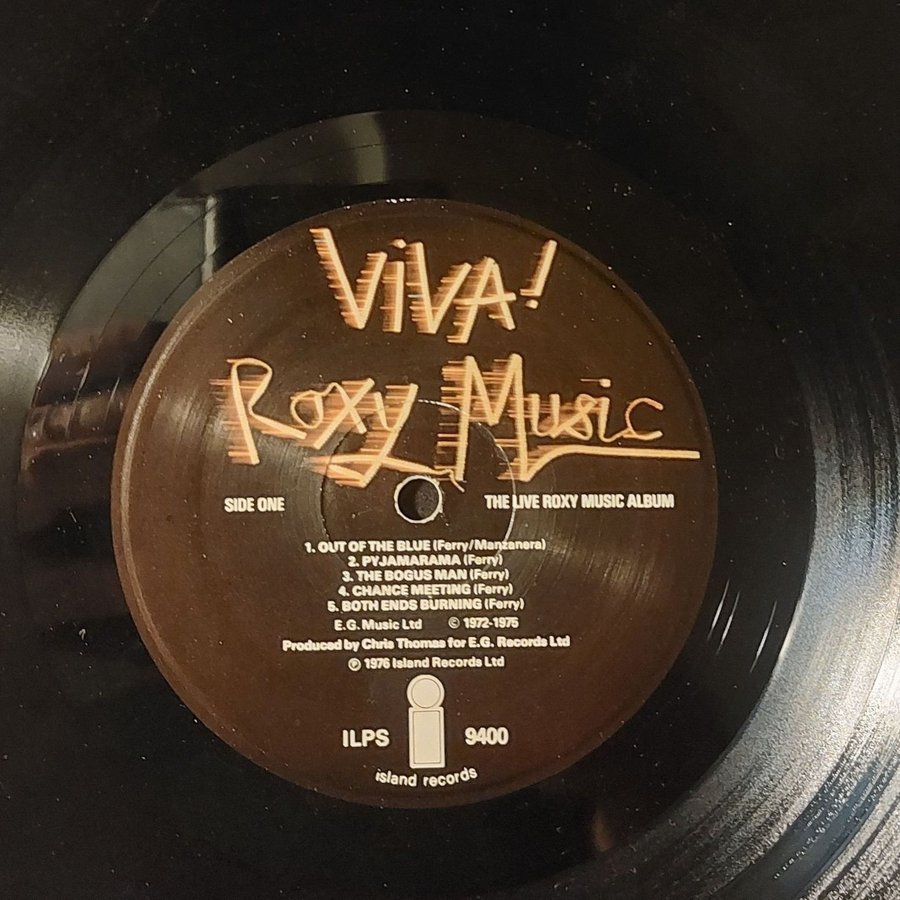 ViVA!
Roxy Music
SIDE ONE
THE LIVE ROXY MUSIC ALBUM
1. OUT OF THE BLUE (Ferry/Manzanera)
2. PYJAMARAMA (Ferry)
3. THE BOGUS MAN (Ferry)
4. CHANCE MEETING (Ferry)
5. BOTH ENDS BURNING (Ferry)
E.G. Music Ltd © 1972-1975
Produced by Chris Thomas for E.G. Records Ltd
℗ 1976 Island Records Ltd
ILPS i 9400
island records